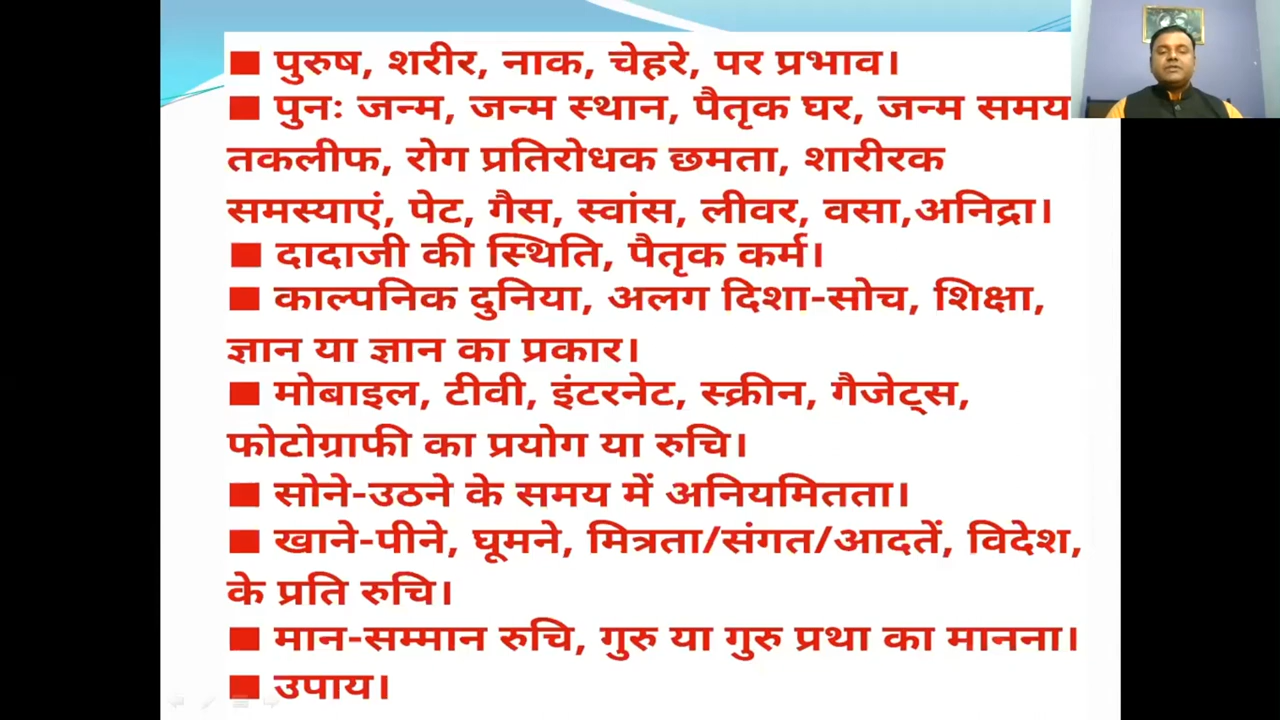 ■ पुरुष, शरीर, नाक, चेहरे, पर प्रभाव।
■ पुनः जन्म, जन्म स्थान, पैतृक घर, जन्म समय
तकलीफ, रोग प्रतिरोधक छमता, शारीरक
समस्याएं, पेट, गैस, स्वांस, लीवर, वसा,अनिद्रा।
■ दादाजी की स्थिति, पैतृक कर्म।
■ काल्पनिक दुनिया, अलग दिशा-सोच, शिक्षा,
ज्ञान या ज्ञान का प्रकार।
■ मोबाइल, टीवी, इंटरनेट, स्क्रीन, गैजेट्स,
फोटोग्राफी का प्रयोग या रुचि।
■ सोने-उठने के समय में अनियमितता।
■ खाने-पीने, घूमने, मित्रता/संगत/आदतें, विदेश,
के प्रति रुचि।
■ मान-सम्मान रुचि, गुरु या गुरु प्रथा का मानना।
■ उपाय।